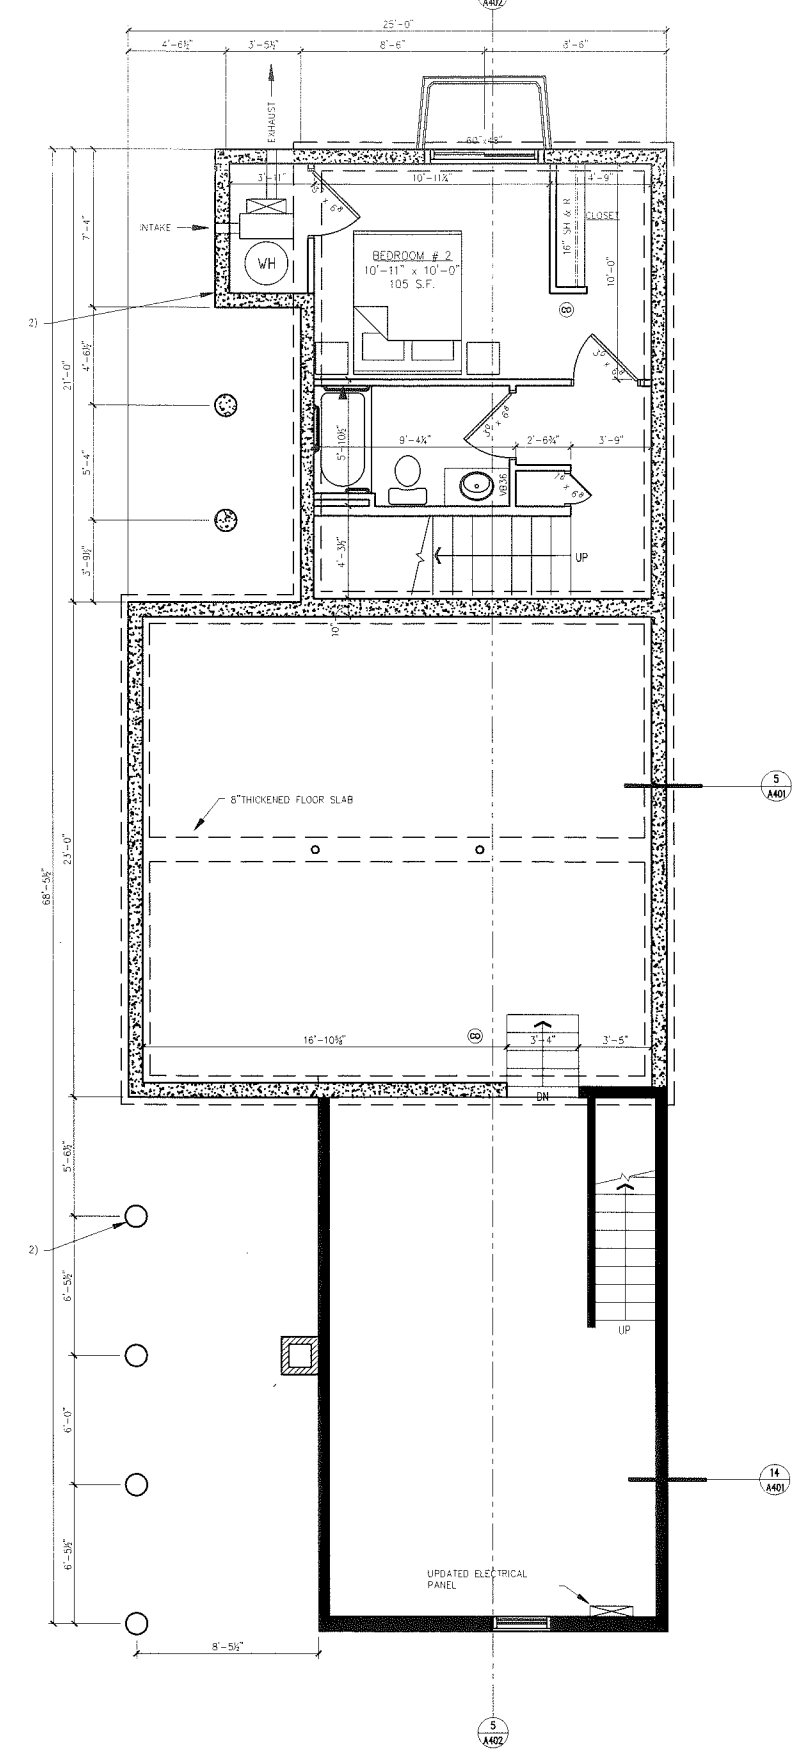 A402
25'-0"
4'-6½"
3'-5½"
8'-6"
8'-6"
EXHAUST
60"x48"
3'-11"
10'-11¼"
4'-9"
INTAKE
WH
7'-4"
BEDROOM # 2
10'-11" x 10'-0"
105 S.F.
16" SH & R
CLOSET
10'-0"
2)
21'-0"
4'-6½"
5'-4"
3'-9½"
5'-10½"
9'-4¼"
2'-6¾"
3'-9"
VB36
4'-3½"
UP
10"
5
A401
8"THICKENED FLOOR SLAB
68'-5½"
23'-0"
16'-10⅝"
3'-4"
3'-5"
DN
5'-6½"
2)
6'-5½"
UP
6'-0"
14
A401
6'-5½"
UPDATED ELECTRICAL
PANEL
8'-5½"
5
A402